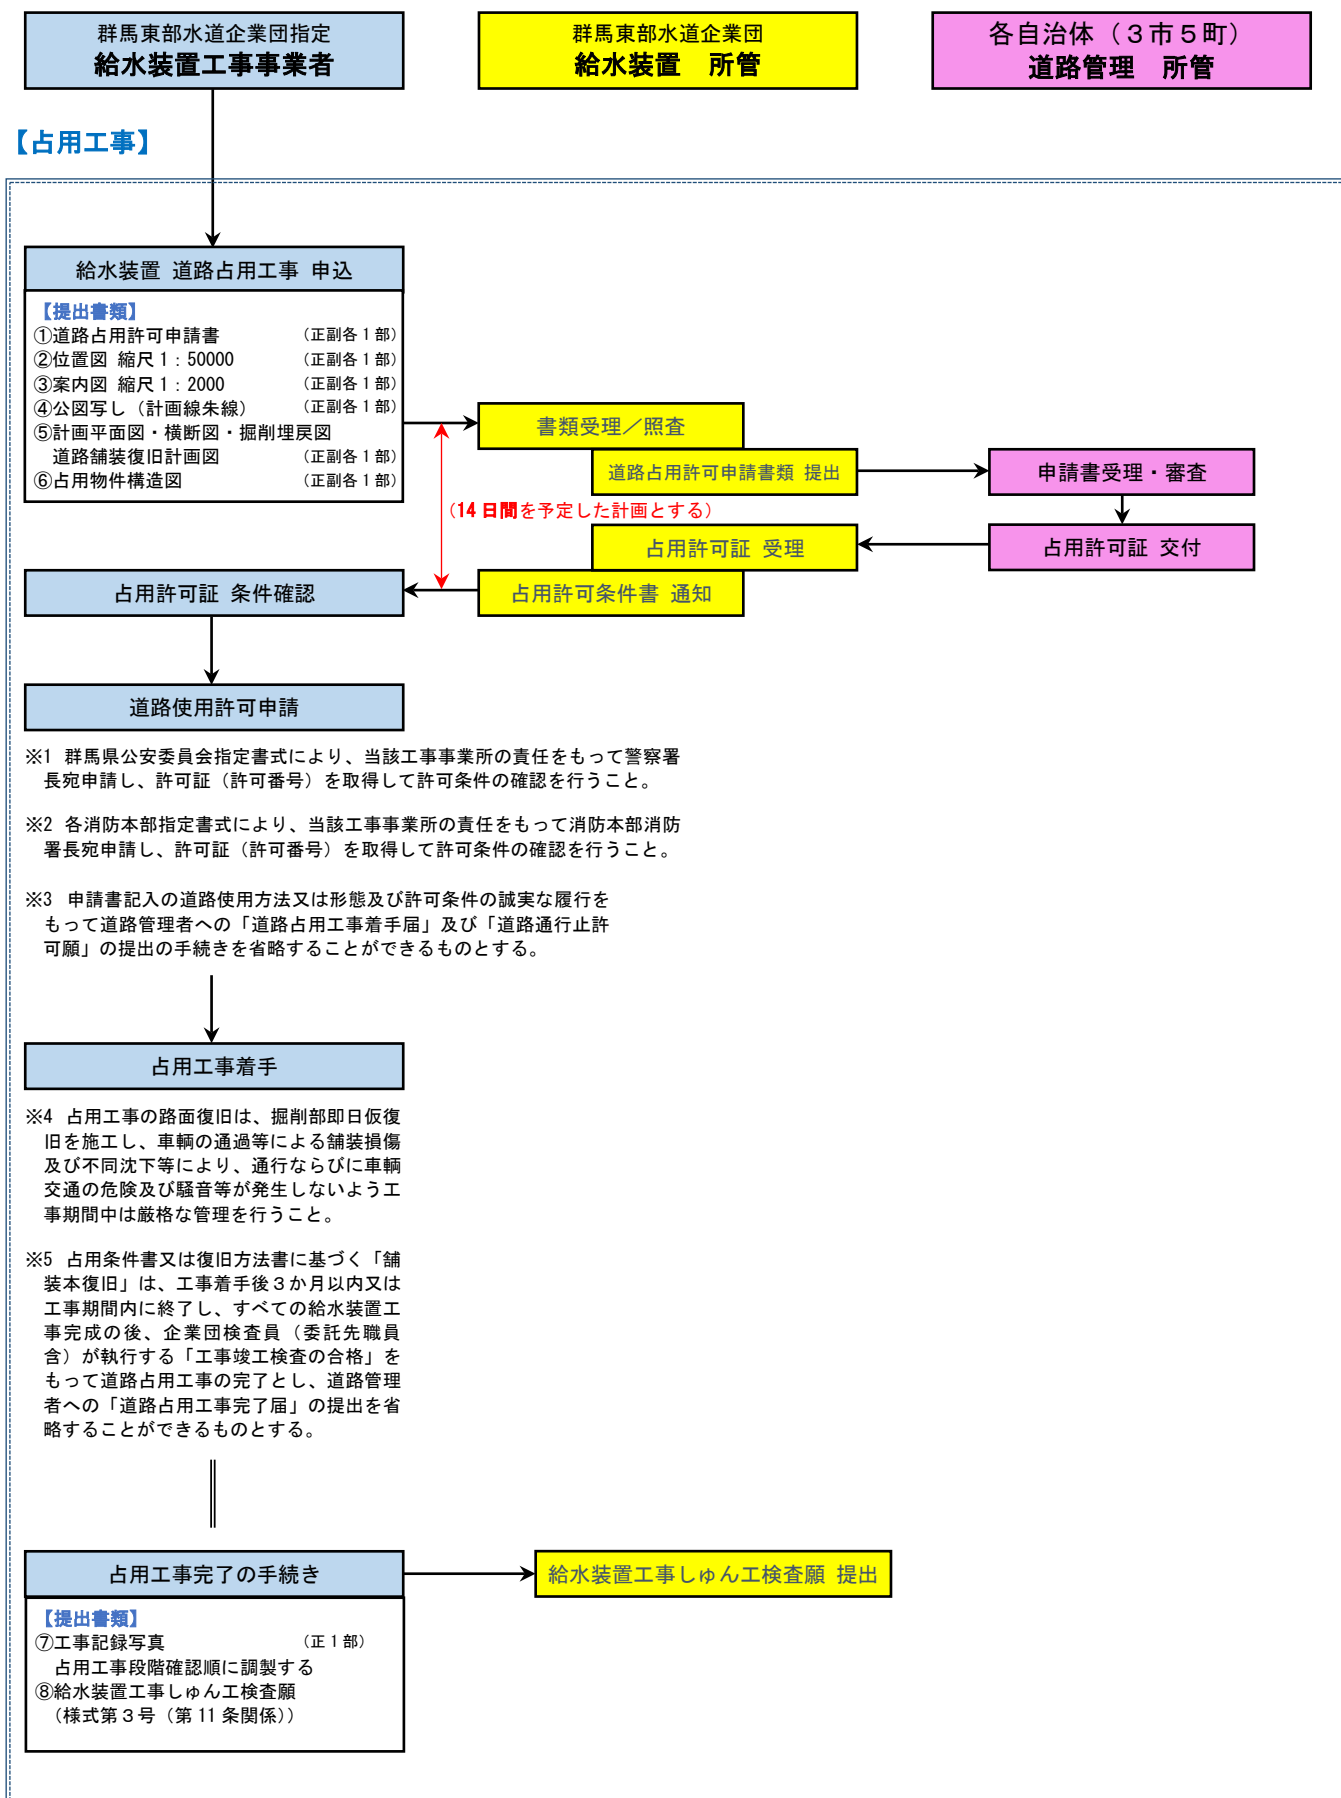 群馬東部水道企業団指定
給水装置工事事業者
群馬東部水道企業団
給水装置　所管
各自治体（３市５町）
道路管理　所管
【占用工事】
給水装置 道路占用工事 申込
【提出書類】
①道路占用許可申請書　（正副各１部）
②位置図 縮尺１：50000　（正副各１部）
③案内図 縮尺１：2000　（正副各１部）
④公図写し（計画線朱線）　（正副各１部）
⑤計画平面図・横断図・掘削埋戻図
道路舗装復旧計画図　（正副各１部）
⑥占用物件構造図　（正副各１部）
書類受理／照査
道路占用許可申請書類 提出
申請書受理・審査
（14 日間を予定した計画とする）
占用許可証 受理
占用許可証 交付
占用許可証 条件確認
占用許可条件書 通知
道路使用許可申請
※1 群馬県公安委員会指定書式により、当該工事事業所の責任をもって警察署
長宛申請し、許可証（許可番号）を取得して許可条件の確認を行うこと。
※2 各消防本部指定書式により、当該工事事業所の責任をもって消防本部消防
署長宛申請し、許可証（許可番号）を取得して許可条件の確認を行うこと。
※3 申請書記入の道路使用方法又は形態及び許可条件の誠実な履行を
もって道路管理者への「道路占用工事着手届」及び「道路通行止許
可願」の提出の手続きを省略することができるものとする。
占用工事着手
※4 占用工事の路面復旧は、掘削部即日仮復
旧を施工し、車輌の通過等による舗装損傷
及び不同沈下等により、通行ならびに車輌
交通の危険及び騒音等が発生しないよう工
事期間中は厳格な管理を行うこと。
※5 占用条件書又は復旧方法書に基づく「舗
装本復旧」は、工事着手後３か月以内又は
工事期間内に終了し、すべての給水装置工
事完成の後、企業団検査員（委託先職員
含）が執行する「工事竣工検査の合格」を
もって道路占用工事の完了とし、道路管理
者への「道路占用工事完了届」の提出を省
略することができるものとする。
占用工事完了の手続き
給水装置工事しゅん工検査願 提出
【提出書類】
⑦工事記録写真　（正１部）
占用工事段階確認順に調製する
⑧給水装置工事しゅん工検査願
（様式第３号（第 11 条関係））